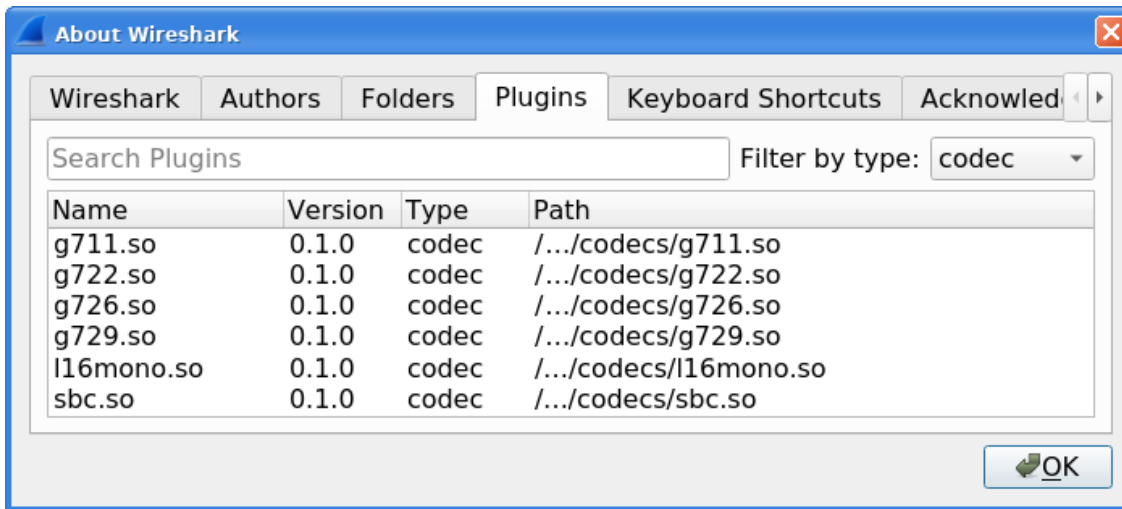 About Wireshark
Wireshark Authors Folders Plugins Keyboard Shortcuts Acknowled
Search Plugins Filter by type: codec
Name Version Type Path
g711.so 0.1.0 codec /.../codecs/g711.so
g722.so 0.1.0 codec /.../codecs/g722.so
g726.so 0.1.0 codec /.../codecs/g726.so
g729.so 0.1.0 codec /.../codecs/g729.so
l16mono.so 0.1.0 codec /.../codecs/l16mono.so
sbc.so 0.1.0 codec /.../codecs/sbc.so
OK